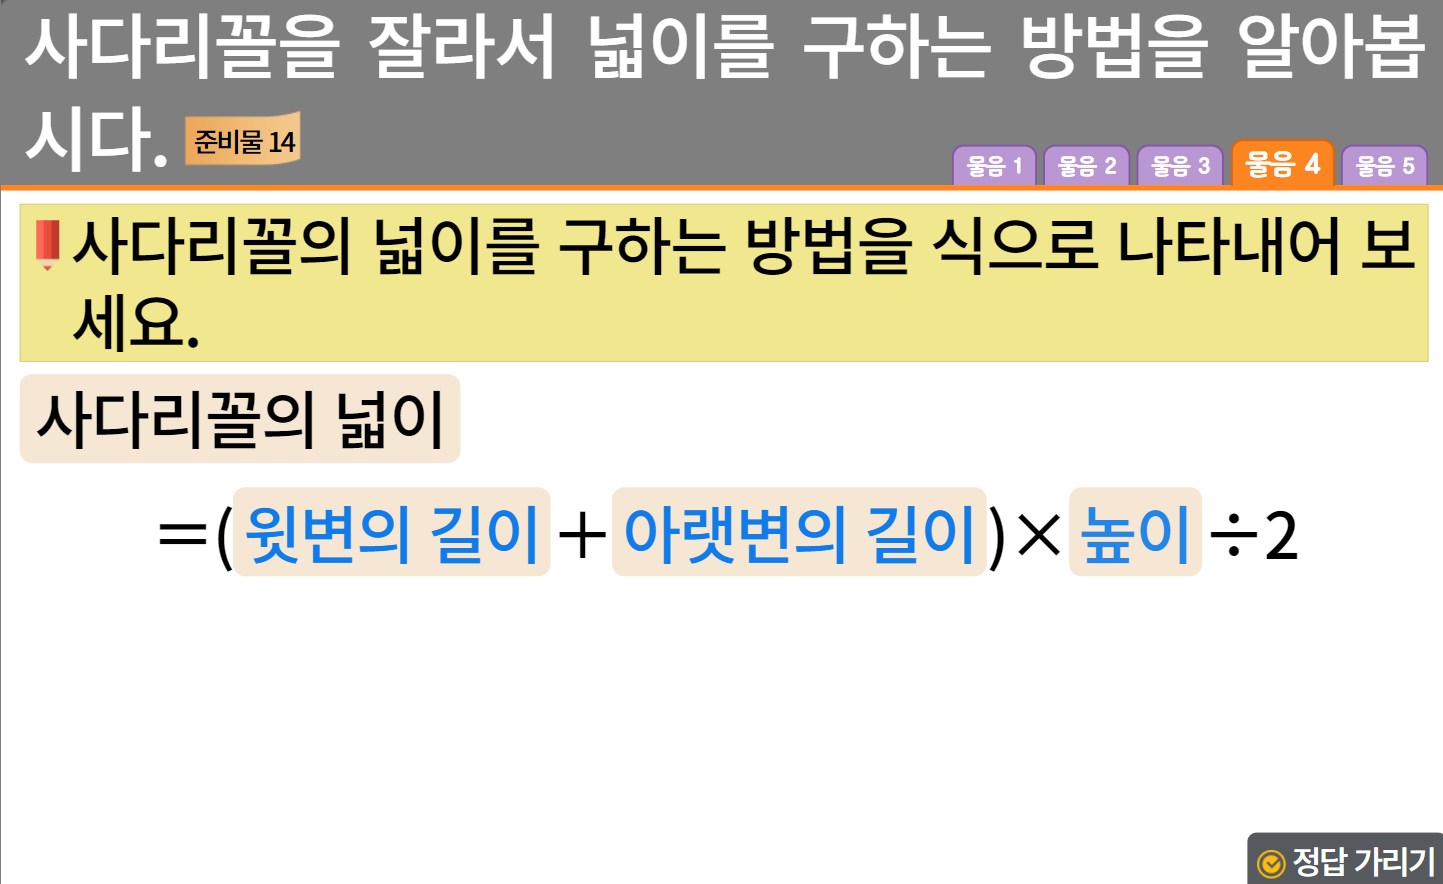 사다리꼴을 잘라서 넓이를 구하는 방법을 알아봅
시다. 준비물 14
물음 1 물음 2 물음 3 물음 4 물음 5
사다리꼴의 넓이를 구하는 방법을 식으로 나타내어 보
세요.
사다리꼴의 넓이
=(윗변의 길이+아랫변의 길이)×높이÷2
정답 가리기